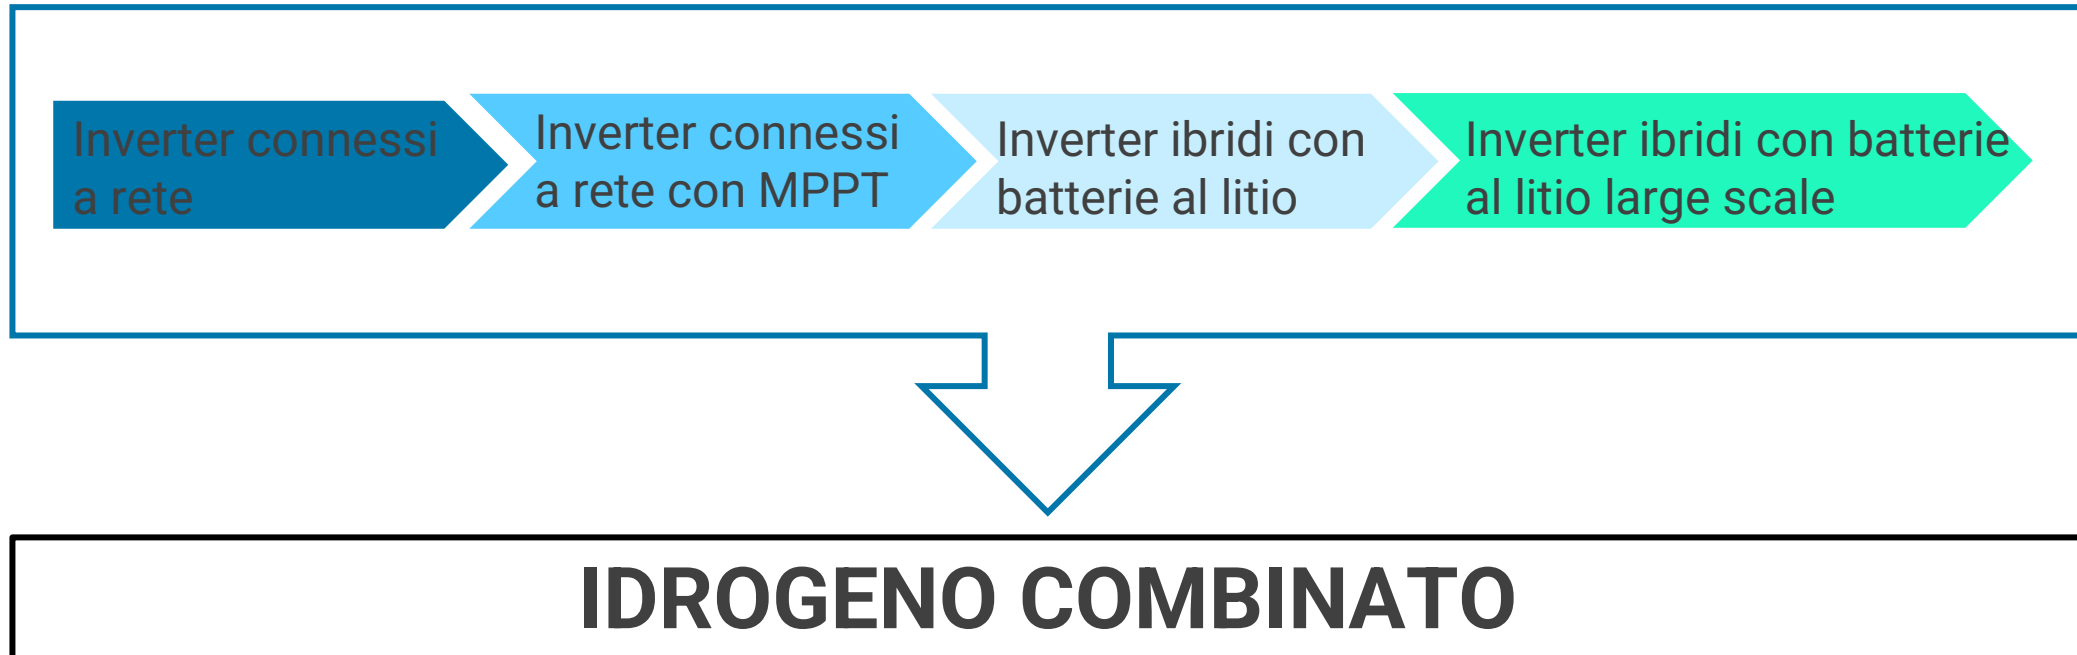 Inverter connessi
a rete
Inverter connessi
a rete con MPPT
Inverter ibridi con
batterie al litio
Inverter ibridi con batterie
al litio large scale
IDROGENO COMBINATO